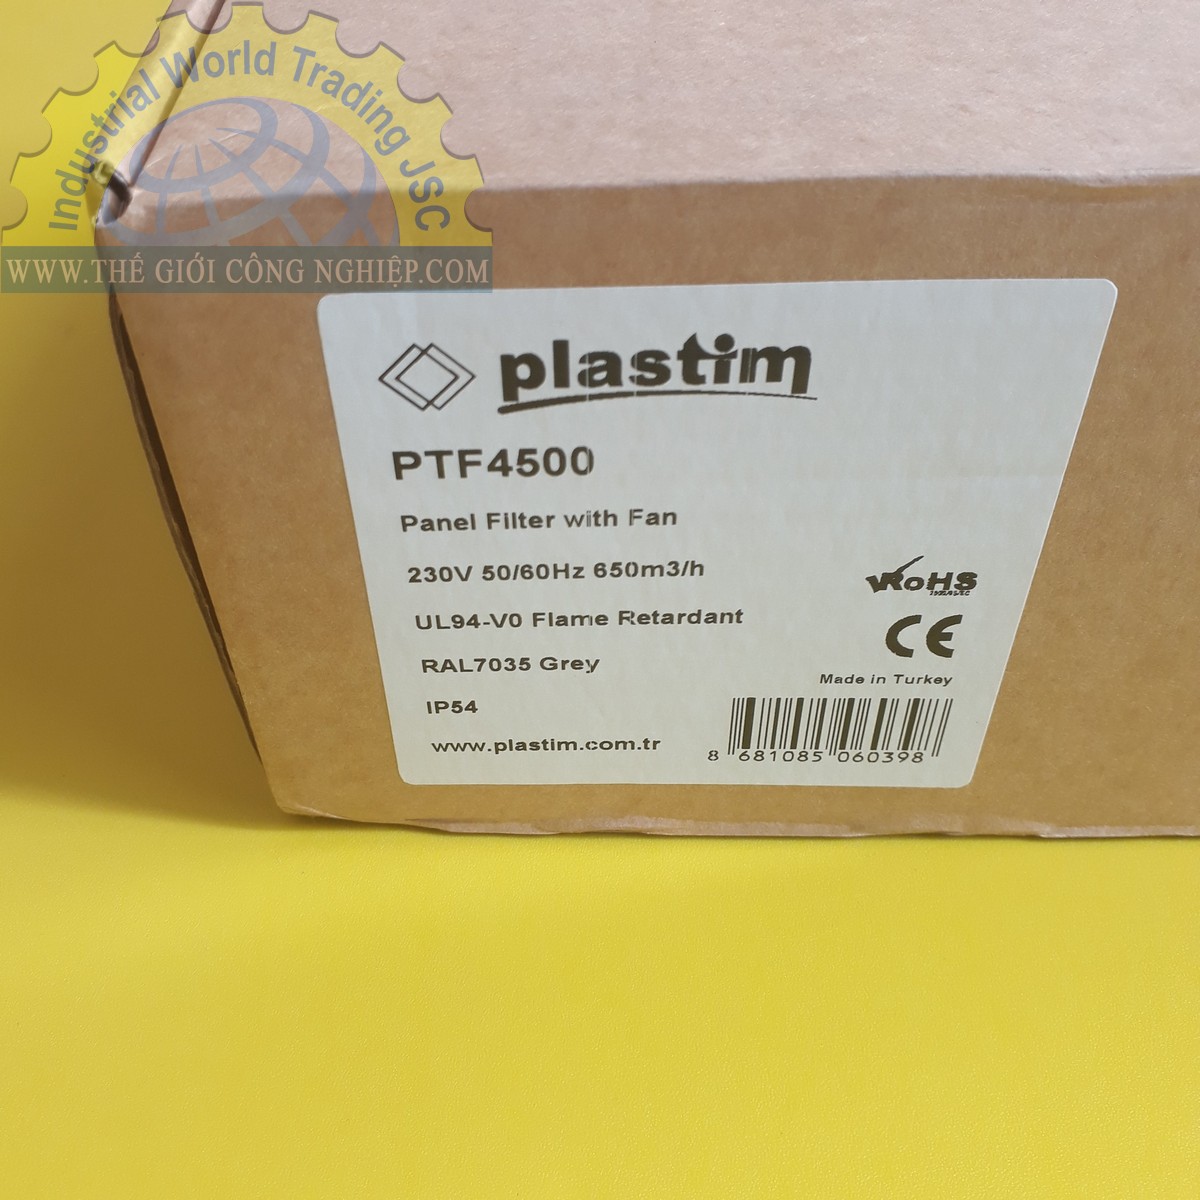 Industrial World Trading JSC
WWW.THẾ GIỚI CÔNG NGHIỆP.COM
plastim
PTF4500
Panel Filter with Fan
230V 50/60Hz 650m3/h
UL94-V0 Flame Retardant
RAL7035 Grey
IP54
www.plastim.com.tr
RoHS
CE
Made in Turkey
8 681085 060398